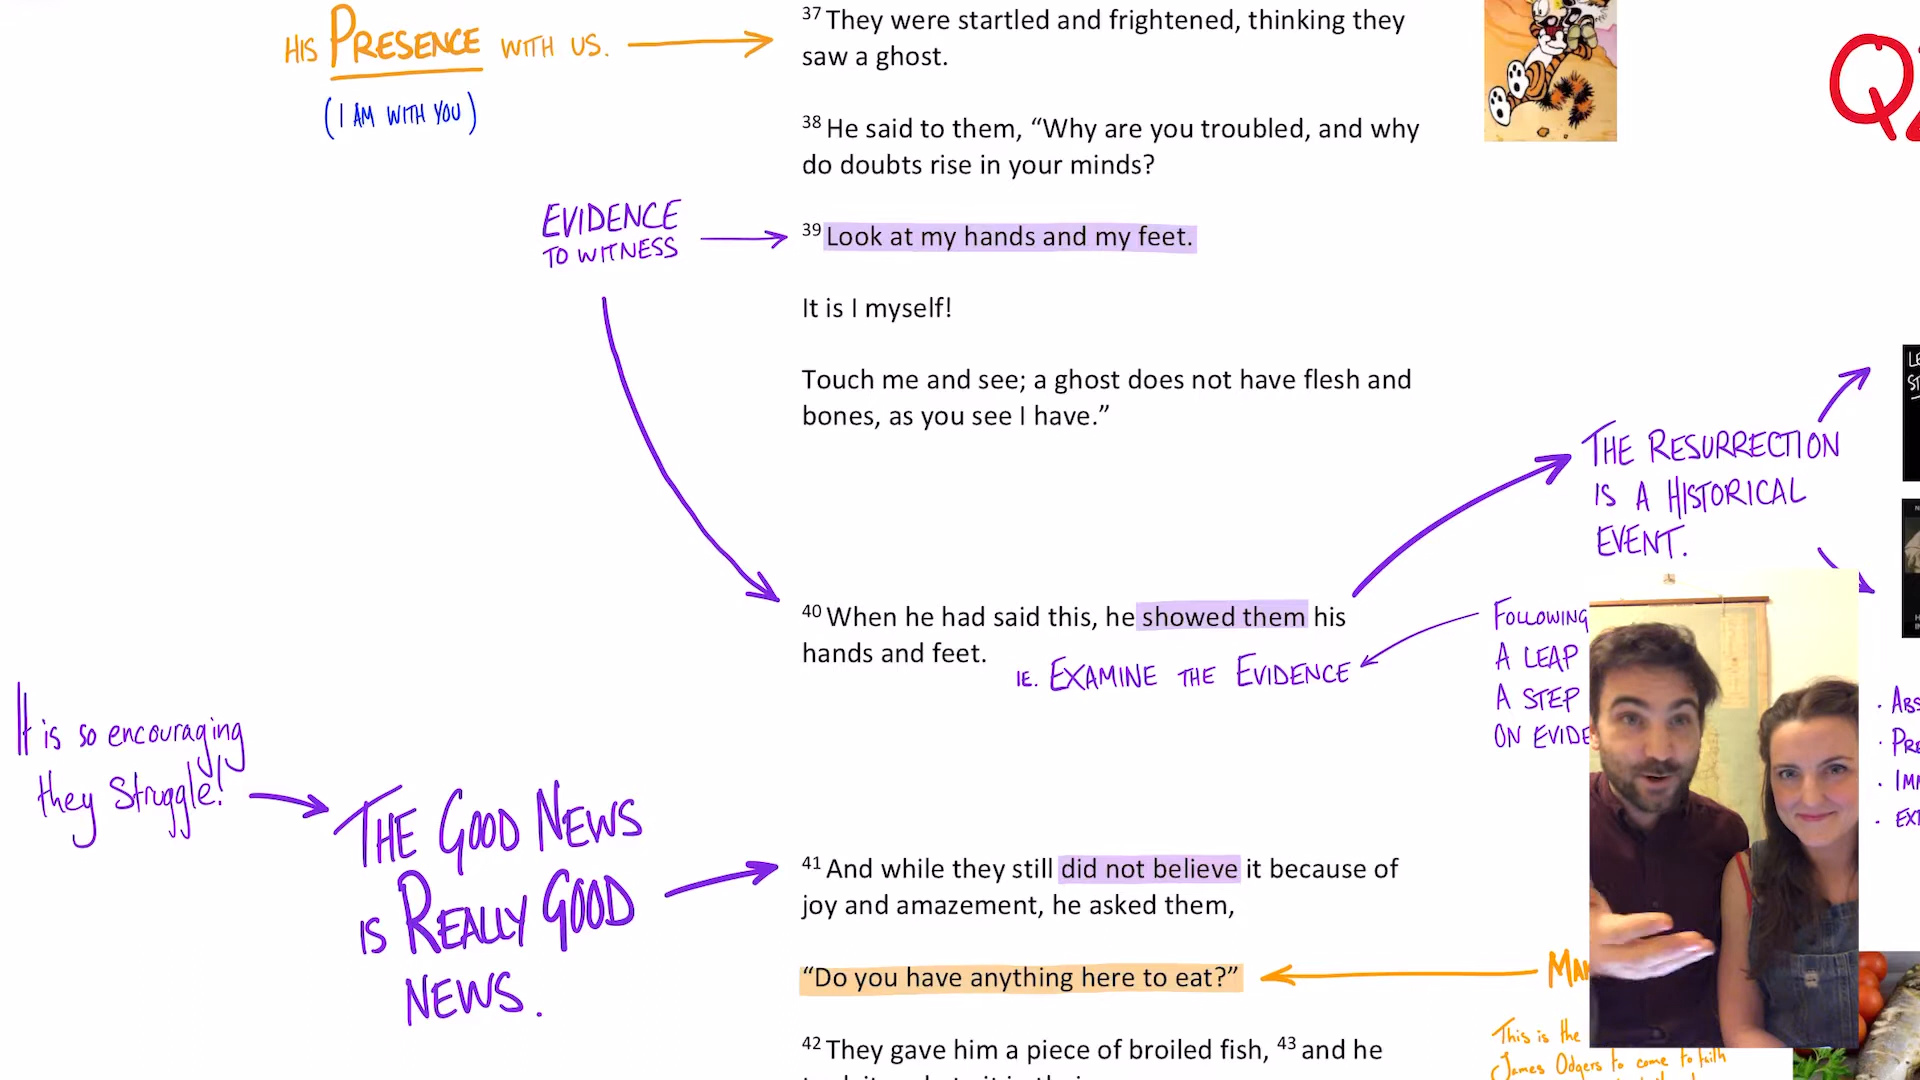 HIS PRESENCE WITH US.
(I AM WITH YOU)
37 They were startled and frightened, thinking they
saw a ghost.
38 He said to them, “Why are you troubled, and why
do doubts rise in your minds?
EVIDENCE
TO WITNESS
39 Look at my hands and my feet.
It is I myself!
Touch me and see; a ghost does not have flesh and
bones, as you see I have.”
THE RESURRECTION
IS A HISTORICAL
EVENT.
40 When he had said this, he showed them his
hands and feet.
IE. EXAMINE THE EVIDENCE
FOLLOWING
A LEAP
A STEP
ON
It is so encouraging
they Struggle!
THE GOOD NEWS
IS REALLY GOOD
NEWS.
41 And while they still did not believe it because of
joy and amazement, he asked them,
“Do you have anything here to eat?”
42 They gave him a piece of broiled fish, 43 and he
This is the
James Odgers to come to faith